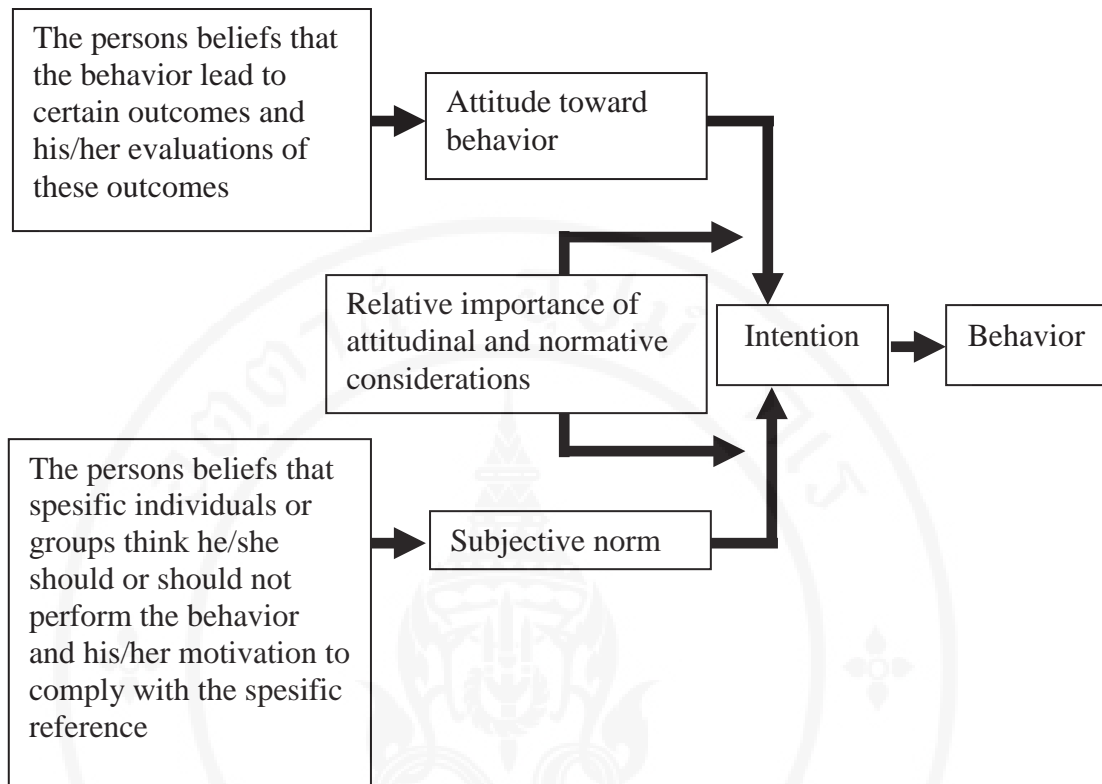 The persons beliefs that
the behavior lead to
certain outcomes and
his/her evaluations of
these outcomes
Attitude toward
behavior
Relative importance of
attitudinal and normative
considerations
Intention
Behavior
The persons beliefs that
spesific individuals or
groups think he/she
should or should not
perform the behavior
and his/her motivation to
comply with the spesific
reference
Subjective norm